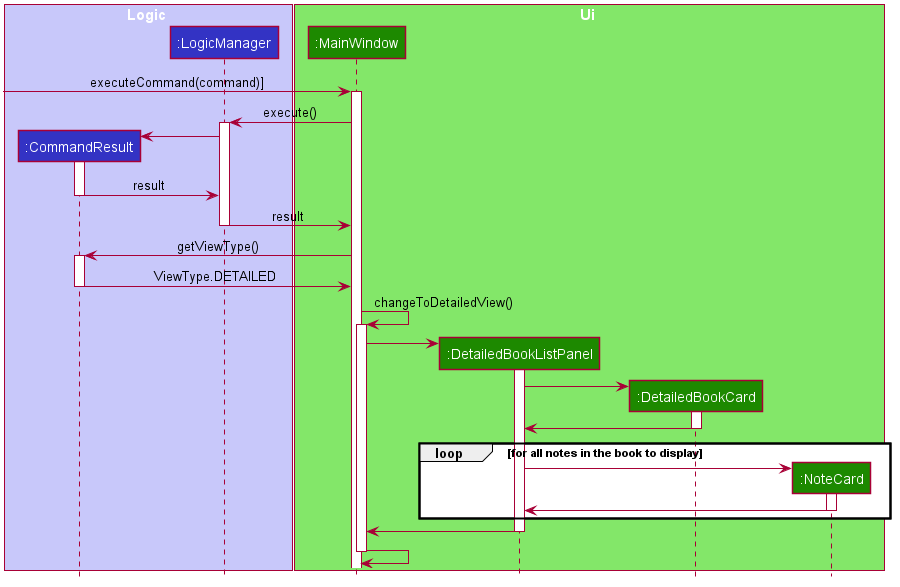 Logic
Ui
:LogicManager
:MainWindow
executeCommand(command)]
execute()
:CommandResult
result
result
getViewType()
ViewType.DETAILED
changeToDetailedView()
:DetailedBookListPanel
:DetailedBookCard
loop
[for all notes in the book to display]
:NoteCard